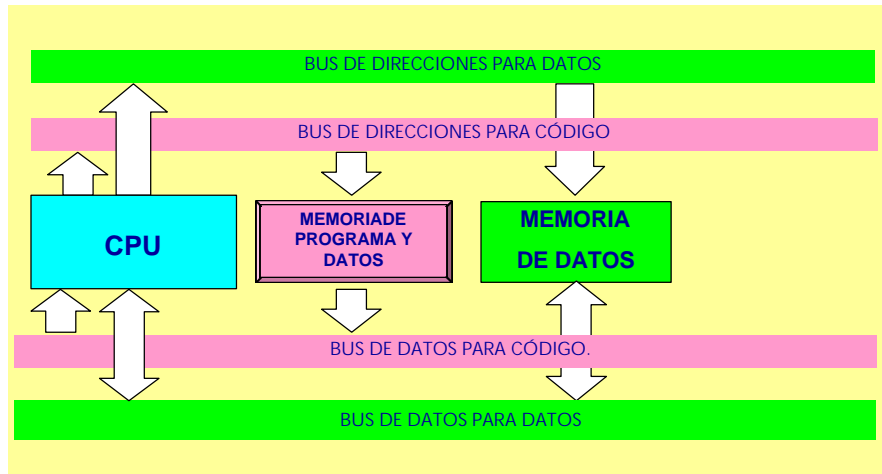 BUS DE DIRECCIONES PARA DATOS
BUS DE DIRECCIONES PARA CÓDIGO
CPU
MEMORIADE
PROGRAMA Y
DATOS
MEMORIA
DE DATOS
BUS DE DATOS PARA CÓDIGO.
BUS DE DATOS PARA DATOS